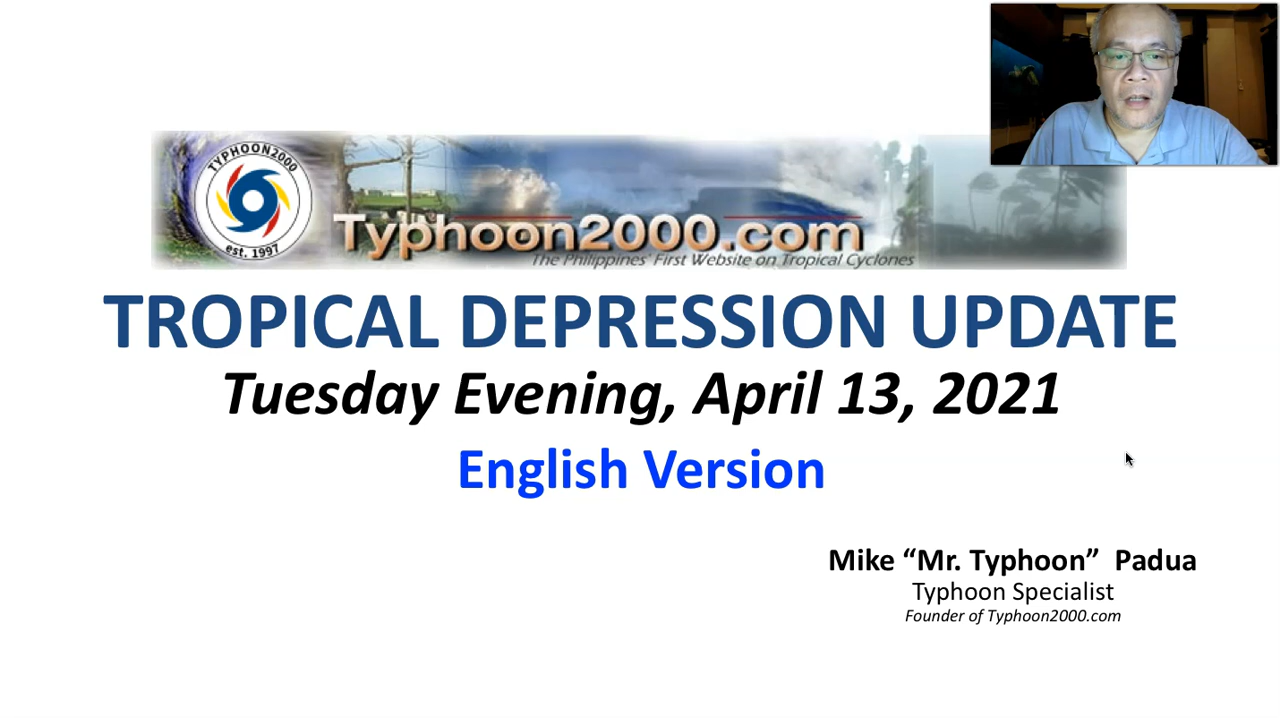 TYPHOON2000
est. 1997
Typhoon2000.com
The Philippines' First Website on Tropical Cyclones
TROPICAL DEPRESSION UPDATE
Tuesday Evening, April 13, 2021
English Version
Mike “Mr. Typhoon” Padua
Typhoon Specialist
Founder of Typhoon2000.com